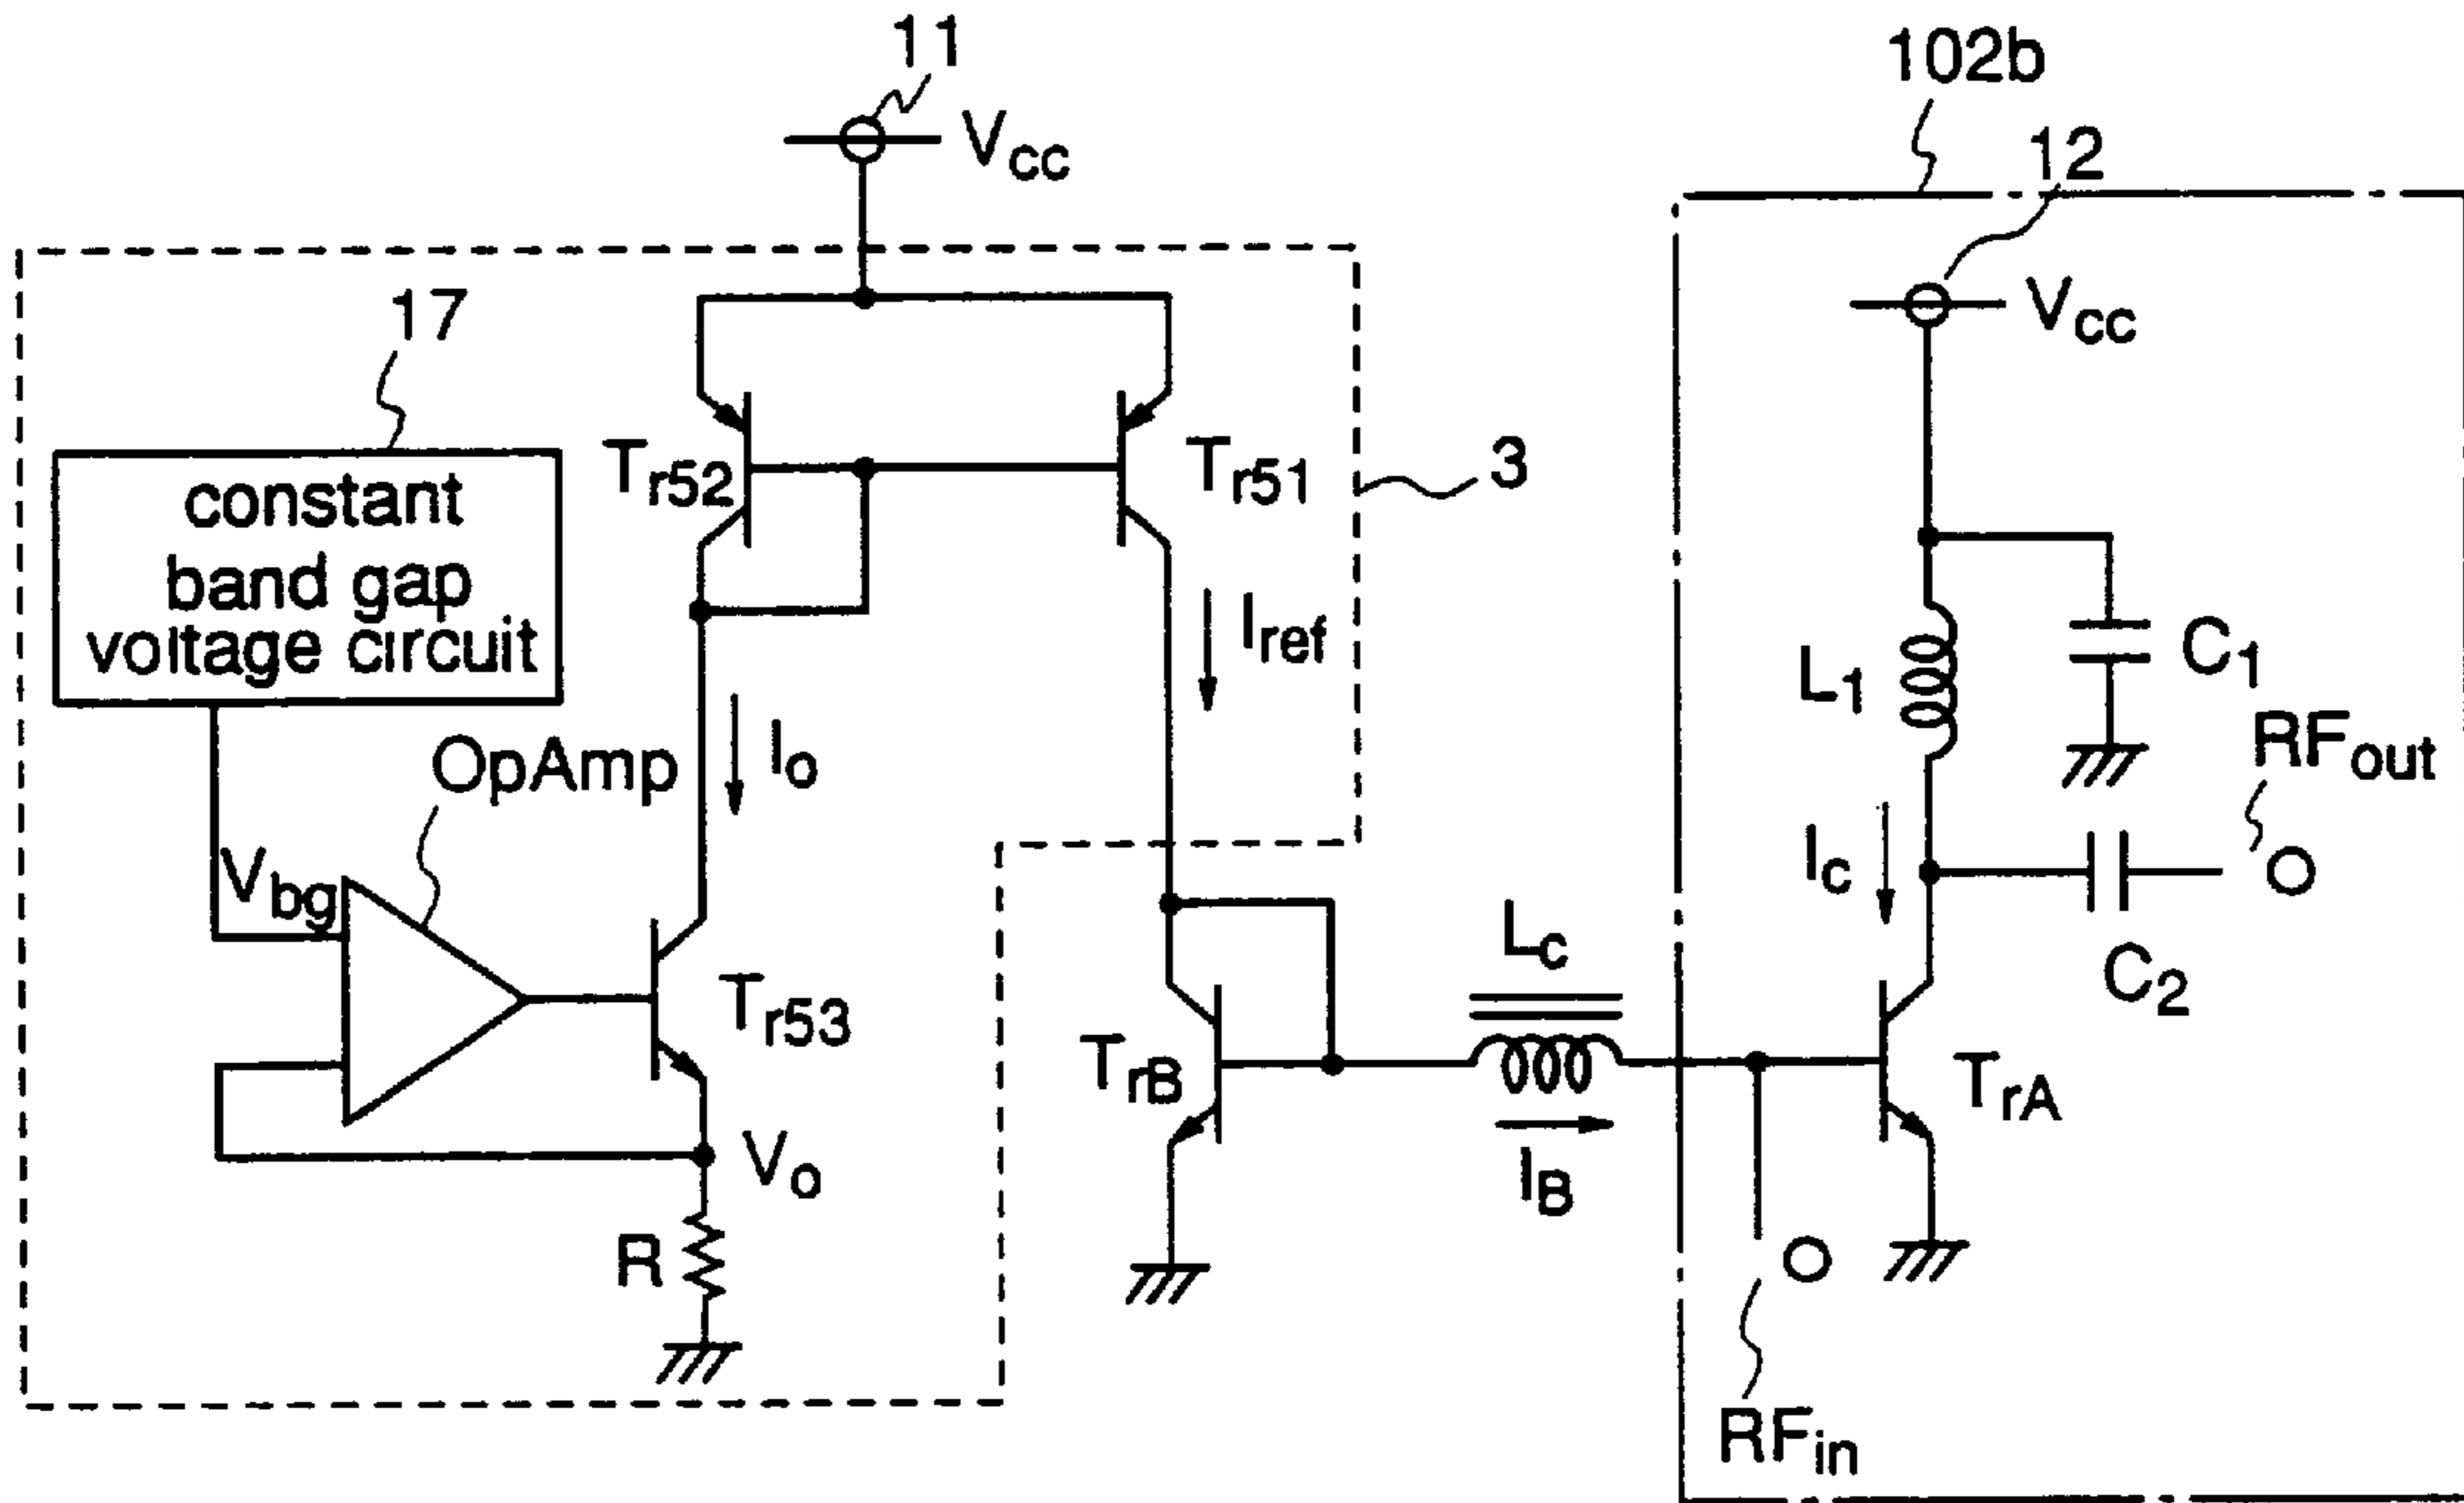 11
Vcc
102b
12
Vcc
17
constant
band gap
voltage circuit
Tr52
Tr51
3
Iref
L1
C1
RFout
OpAmp
Io
Vbg
Ic
Lc
C2
Tr53
TrB
TrA
Vo
IB
R
RFin